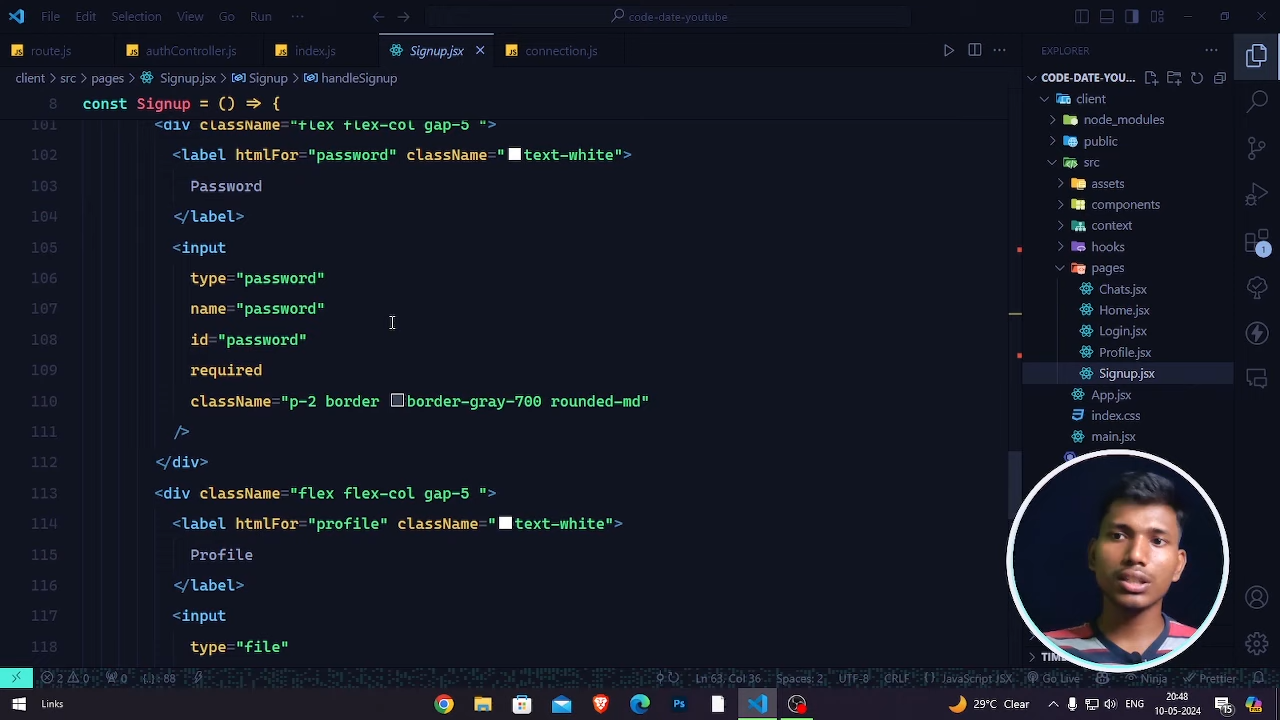 File Edit Selection View Go Run ··· code-date-youtube
route.js authController.js index.js Signup.jsx connection.js EXPLORER
client > src > pages > Signup.jsx > Signup > handleSignup
CODE-DATE-YOU...
8 const Signup = () => {
101 <div className="flex flex-col gap-5 ">
102 <label htmlFor="password" className="text-white">
103 Password
104 </label>
105 <input
106 type="password"
107 name="password"
108 id="password"
109 required
110 className="p-2 border border-gray-700 rounded-md"
111 />
112 </div>
113 <div className="flex flex-col gap-5 ">
114 <label htmlFor="profile" className="text-white">
115 Profile
116 </label>
117 <input
118 type="file"
client
node_modules
public
src
assets
components
context
hooks
pages
Chats.jsx
Home.jsx
Login.jsx
Profile.jsx
Signup.jsx
App.jsx
index.css
main.jsx
1
TIM
2 0 0 {.}: 88 Ln 63, Col 36 Spaces: 2 UTF-8 CRLF {} JavaScript JSX Go Live Ninja Prettier
Links 29°C Clear ENG 20:48
10-05-2024